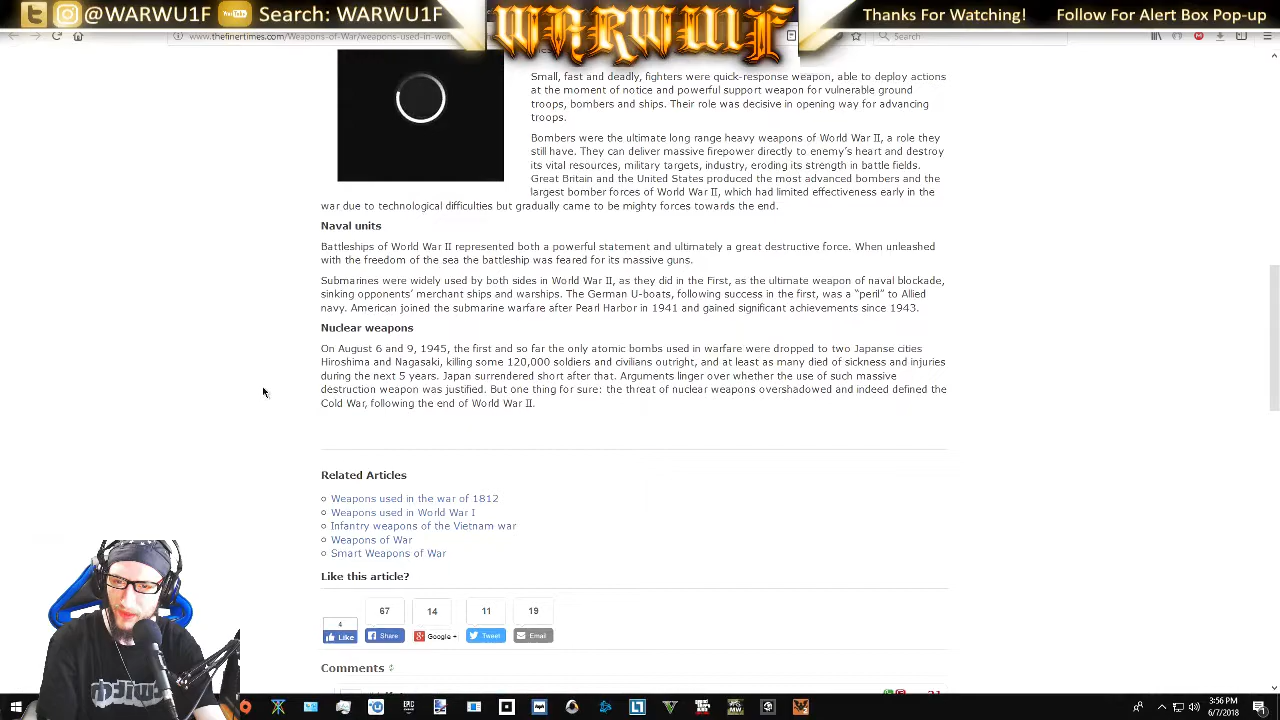 @WARWU1F Search: WARWU1F
WARWU1F
Thanks For Watching! Follow For Alert Box Pop-up
www.thefinertimes.com/Weapons-of-War/weapons-used-in-wor
Search
Small, fast and deadly, fighters were quick-response weapon, able to deploy actions
at the moment of notice and powerful support weapon for vulnerable ground
troops, bombers and ships. Their role was decisive in opening way for advancing
troops.
Bombers were the ultimate long range heavy weapons of World War II, a role they
still have. They can deliver massive firepower directly to enemy's heart and destroy
its vital resources, military targets, industry, eroding its strength in battle fields.
Great Britain and the United States produced the most advanced bombers and the
largest bomber forces of World War II, which had limited effectiveness early in the
war due to technological difficulties but gradually came to be mighty forces towards the end.
Naval units
Battleships of World War II represented both a powerful statement and ultimately a great destructive force. When unleashed
with the freedom of the sea the battleship was feared for its massive guns.
Submarines were widely used by both sides in World War II, as they did in the First, as the ultimate weapon of naval blockade,
sinking opponents' merchant ships and warships. The German U-boats, following success in the first, was a "peril" to Allied
navy. American joined the submarine warfare after Pearl Harbor in 1941 and gained significant achievements since 1943.
Nuclear weapons
On August 6 and 9, 1945, the first and so far the only atomic bombs used in warfare were dropped to two Japanse cities
Hiroshima and Nagasaki, killing some 120,000 soldiers and civilians outright, and at least as many died of sickness and injuries
during the next 5 years. Japan surrendered short after that. Arguments linger over whether the use of such massive
destruction weapon was justified. But one thing for sure: the threat of nuclear weapons overshadowed and indeed defined the
Cold War, following the end of World War II.
Related Articles
Weapons used in the war of 1812
Weapons used in World War I
Infantry weapons of the Vietnam war
Weapons of War
Smart Weapons of War
Like this article?
4 67 14 11 19
Like Share Google + Tweet Email
Comments
3:56 PM
6/7/2018